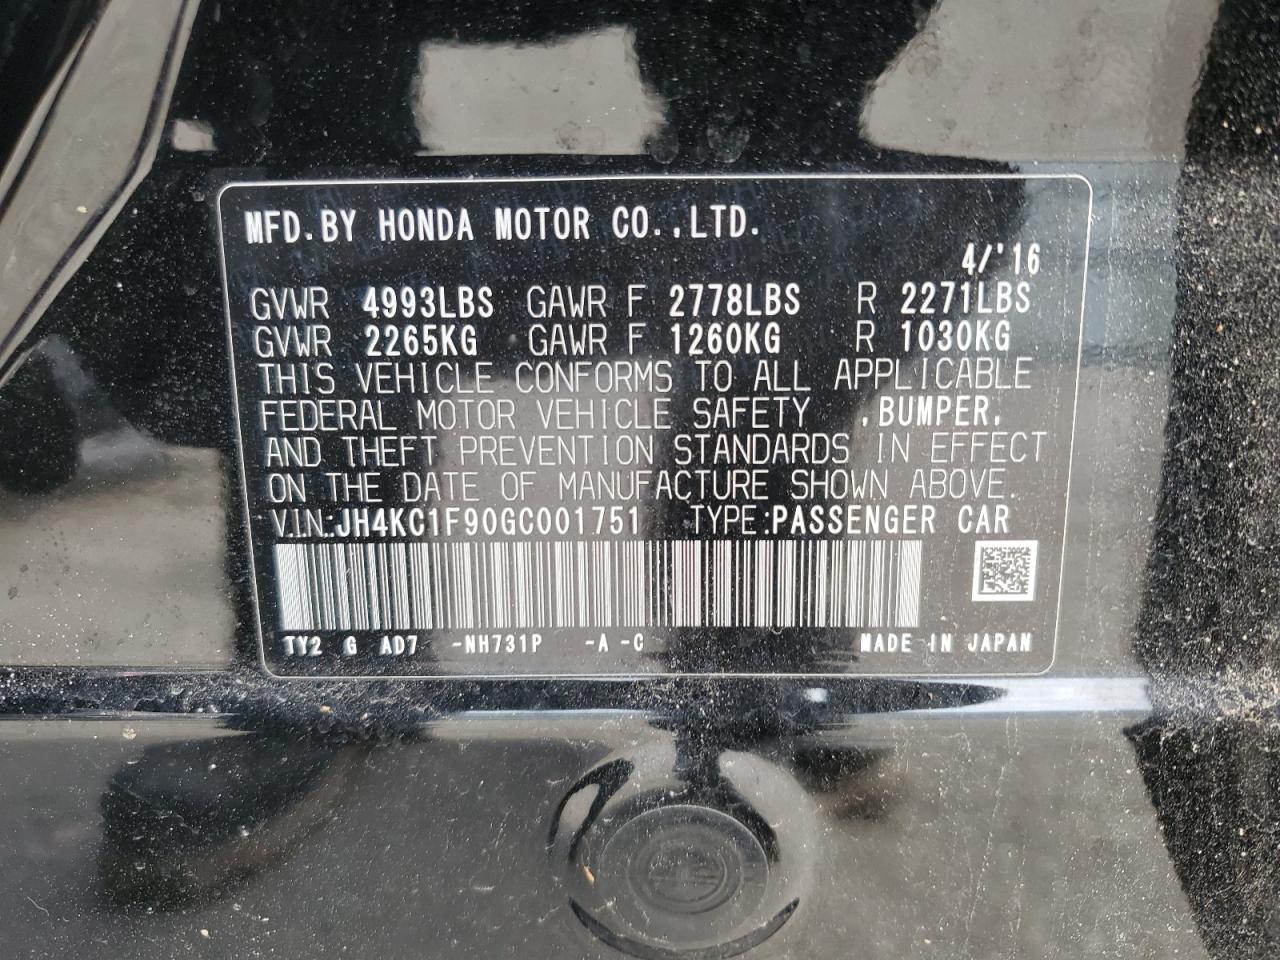 MFD.BY HONDA MOTOR CO.,LTD.
4/'16
GVWR 4993LBS GAWR F 2778LBS R 2271LBS
GVWR 2265KG GAWR F 1260KG R 1030KG
THIS VEHICLE CONFORMS TO ALL APPLICABLE
FEDERAL MOTOR VEHICLE SAFETY ,BUMPER,
AND THEFT PREVENTION STANDARDS IN EFFECT
ON THE DATE OF MANUFACTURE SHOWN ABOVE.
V.I.N.:JH4KC1F90GC001751 TYPE:PASSENGER CAR
TY2 G AD7 -NH731P -A -C MADE IN JAPAN